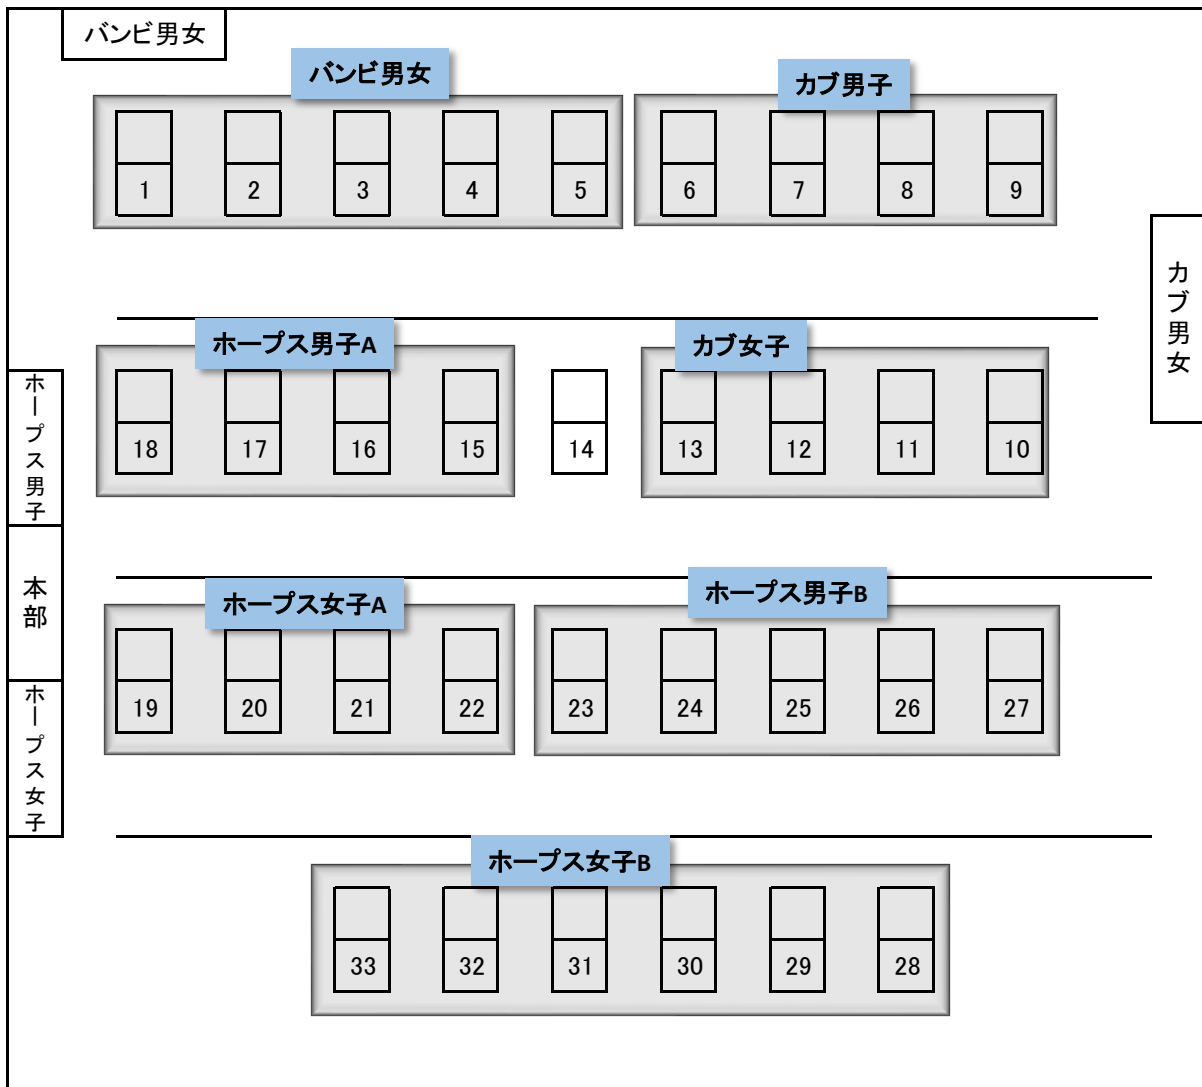 バンビ男女
バンビ男女
カブ男子
1 2 3 4 5 6 7 8 9
カブ男女
ホープス男子A
カブ女子
18 17 16 15 14 13 12 11 10
ホープス男子
本部
ホープス女子A
ホープス男子B
19 20 21 22 23 24 25 26 27
ホープス女子
ホープス女子B
33 32 31 30 29 28